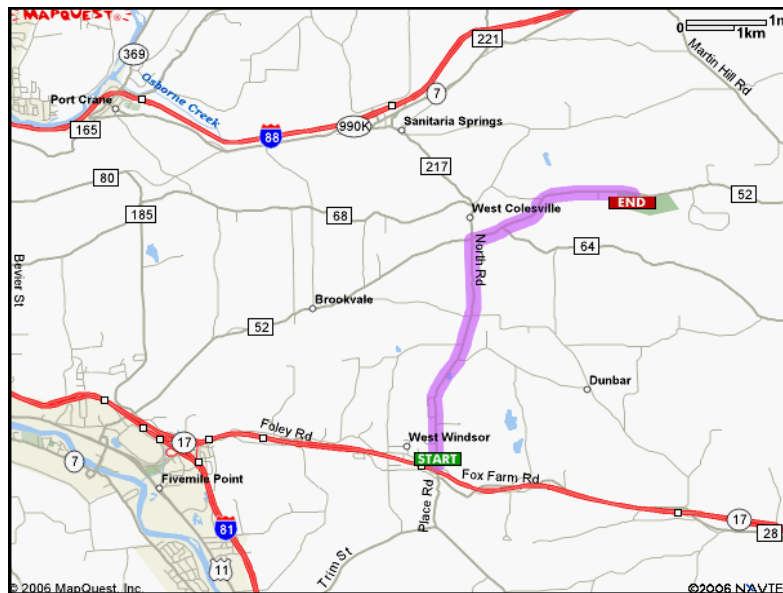 MAPQUEST®
0 1m
1km
221
369
7
Martin Hill Rd
Osborne Creek
Port Crane
165
990K
88
Sanitaria Springs
217
80
185
68
West Colesville
END
52
64
North Rd
Bevier St
Brookvale
52
Dunbar
Foley Rd
17
West Windsor
START
Fox Farm Rd
7
Fivemile Point
Place Rd
17
28
81
11
Trim St
© 2006 MapQuest, Inc.
©2006 NAVTE